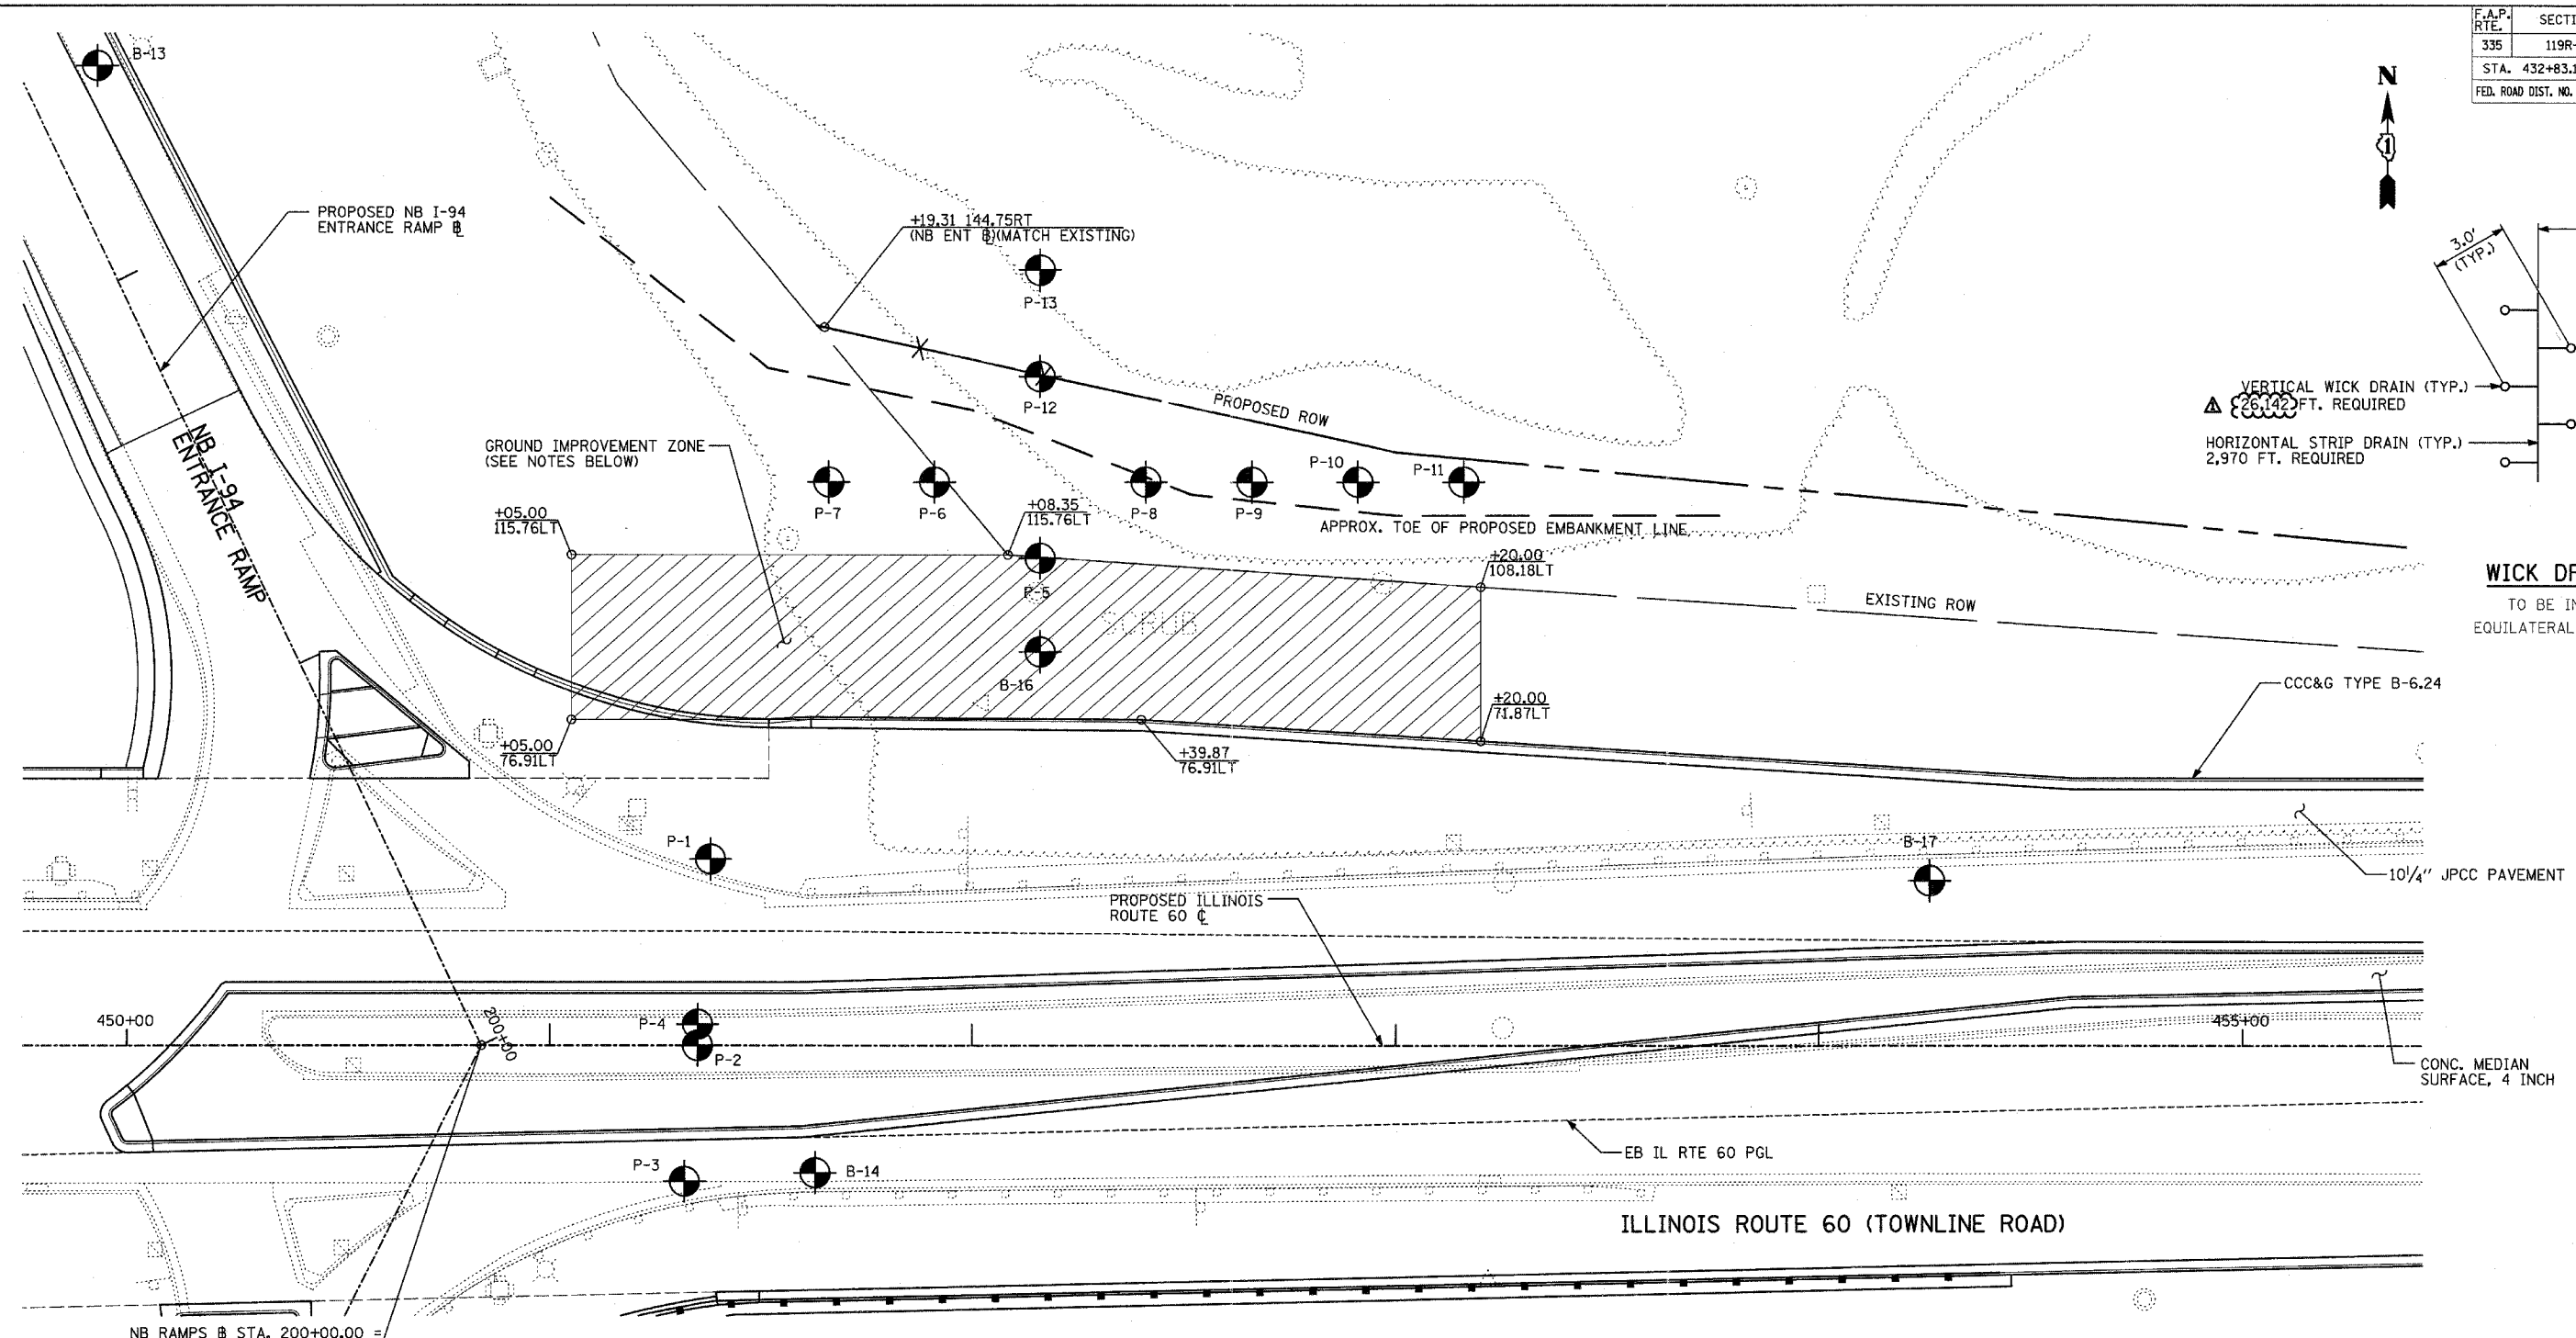 F.A.P. RTE.
SECTI
335
119R-
STA. 432+83.1
FED. ROAD DIST. NO.
B-13
N
1
PROPOSED NB I-94
ENTRANCE RAMP ⅊
+19.31 144.75RT
(NB ENT ⅊)(MATCH EXISTING)
P-13
3.0'
(TYP.)
P-12
PROPOSED ROW
VERTICAL WICK DRAIN (TYP.)
1 26,142 FT. REQUIRED
HORIZONTAL STRIP DRAIN (TYP.)
2,970 FT. REQUIRED
NB I-94
ENTRANCE RAMP
GROUND IMPROVEMENT ZONE
(SEE NOTES BELOW)
P-10
P-11
P-7
P-6
P-8
P-9
+05.00
115.76LT
+08.35
115.76LT
APPROX. TOE OF PROPOSED EMBANKMENT LINE
+20.00
108.18LT
WICK DR
TO BE IN
EQUILATERAL
P-5
SCRUB
EXISTING ROW
B-16
CCC&G TYPE B-6.24
+20.00
71.87LT
+05.00
76.91LT
+39.87
76.91LT
P-1
B-17
10¼" JPCC PAVEMENT
PROPOSED ILLINOIS
ROUTE 60 ℄
450+00
200+00
P-4
P-2
455+00
CONC. MEDIAN
SURFACE, 4 INCH
EB IL RTE 60 PGL
P-3
B-14
ILLINOIS ROUTE 60 (TOWNLINE ROAD)
NB RAMPS ⅊ STA. 200+00.00 =